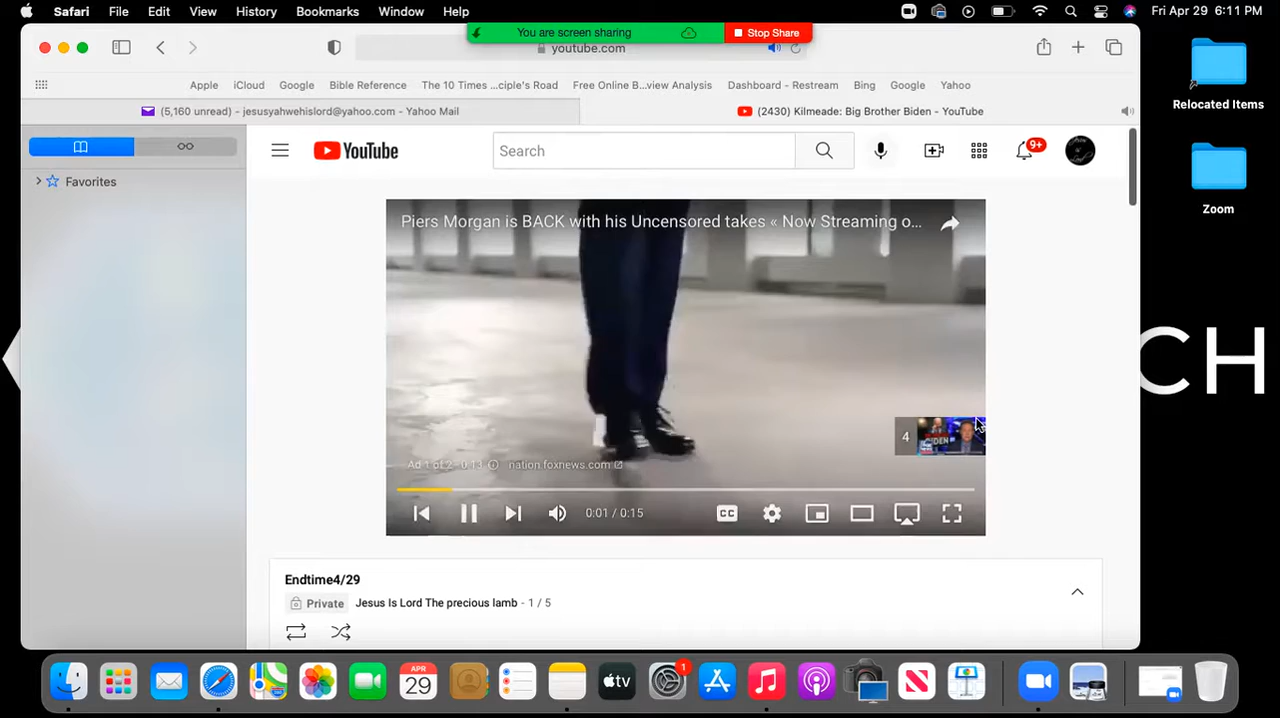 Safari File Edit View History Bookmarks Window Help Fri Apr 29 6:11 PM
You are screen sharing Stop Share
youtube.com
Apple iCloud Google Bible Reference The 10 Times ...ciple's Road Free Online B...view Analysis Dashboard - Restream Bing Google Yahoo
(5,160 unread) - jesusyahwehislord@yahoo.com - Yahoo Mail (2430) Kilmeade: Big Brother Biden - YouTube
Relocated Items
YouTube Search 9+
Favorites
Zoom
Piers Morgan is BACK with his Uncensored takes « Now Streaming o...
CH
4 BIDEN
Ad 1 of 2 · 0:13 nation.foxnews.com
0:01 / 0:15 CC
Endtime4/29
Private Jesus Is Lord The precious lamb - 1 / 5
APR
29
tv
1